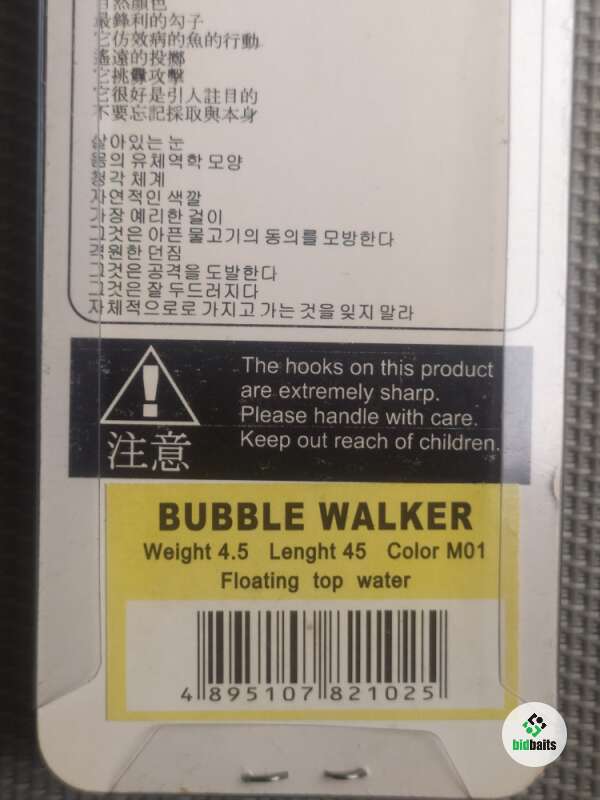 自然顏色
最鋒利的勾子
它仿效病的魚的行動
遙遠的投擲
它挑釁攻擊
它很好是引人註目的
不要忘記採取與本身
살아있는 눈
몸의 유체역학 모양
청각 체계
자연적인 색깔
가장 예리한 걸이
그것은 아픈 물고기의 동의를 모방한다
격원한 던짐
그것은 공격을 도발한다
그것은 잘 두드러지다
자체적으로로 가지고 가는 것을 잊지 말라
The hooks on this product
are extremely sharp.
Please handle with care.
Keep out reach of children.
注意
BUBBLE WALKER
Weight 4.5 Lenght 45 Color M01
Floating top water
4 895107 821025
bidbaits